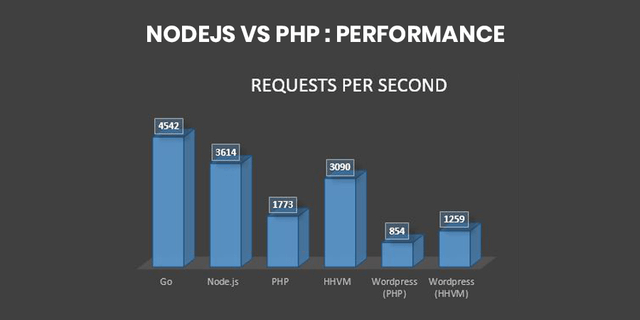 NODEJS VS PHP : PERFORMANCE
REQUESTS PER SECOND
4542
3614
1773
3090
854
1259
Go
Node.js
PHP
HHVM
Wordpress
(PHP)
Wordpress
(HHVM)